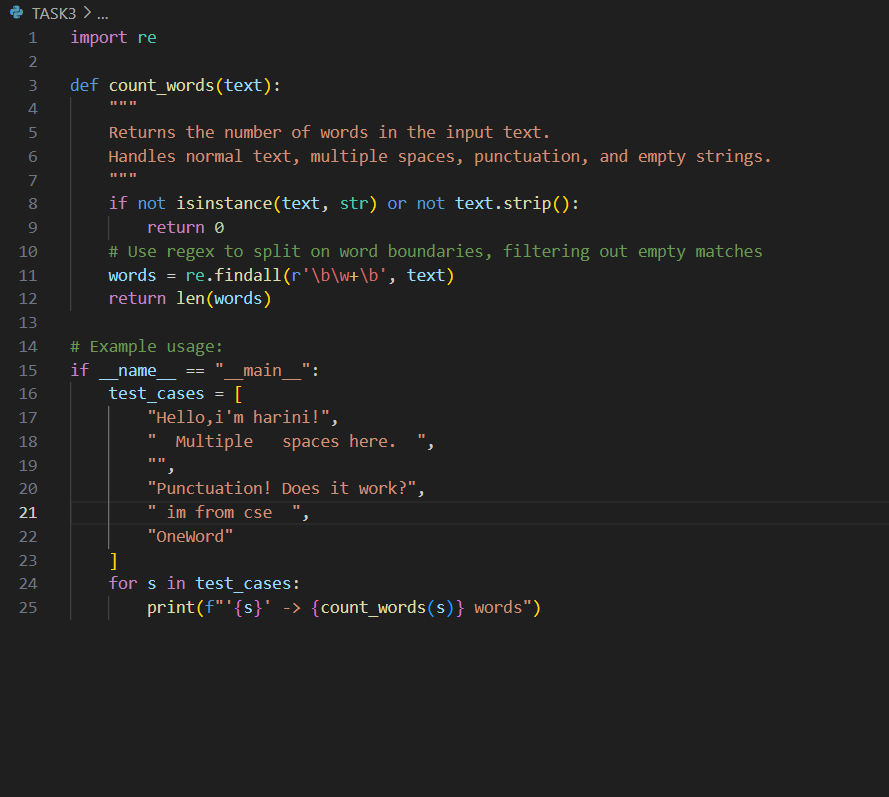 TASK3 > ...
1 import re
2
3 def count_words(text):
4     """
5     Returns the number of words in the input text.
6     Handles normal text, multiple spaces, punctuation, and empty strings.
7     """
8     if not isinstance(text, str) or not text.strip():
9         return 0
10     # Use regex to split on word boundaries, filtering out empty matches
11     words = re.findall(r'\b\w+\b', text)
12     return len(words)
13
14 # Example usage:
15 if __name__ == "__main__":
16     test_cases = [
17         "Hello,i'm harini!",
18         "  Multiple   spaces here.  ",
19         "",
20         "Punctuation! Does it work?",
21         " im from cse  ",
22         "OneWord"
23     ]
24     for s in test_cases:
25         print(f"'{s}' -> {count_words(s)} words")